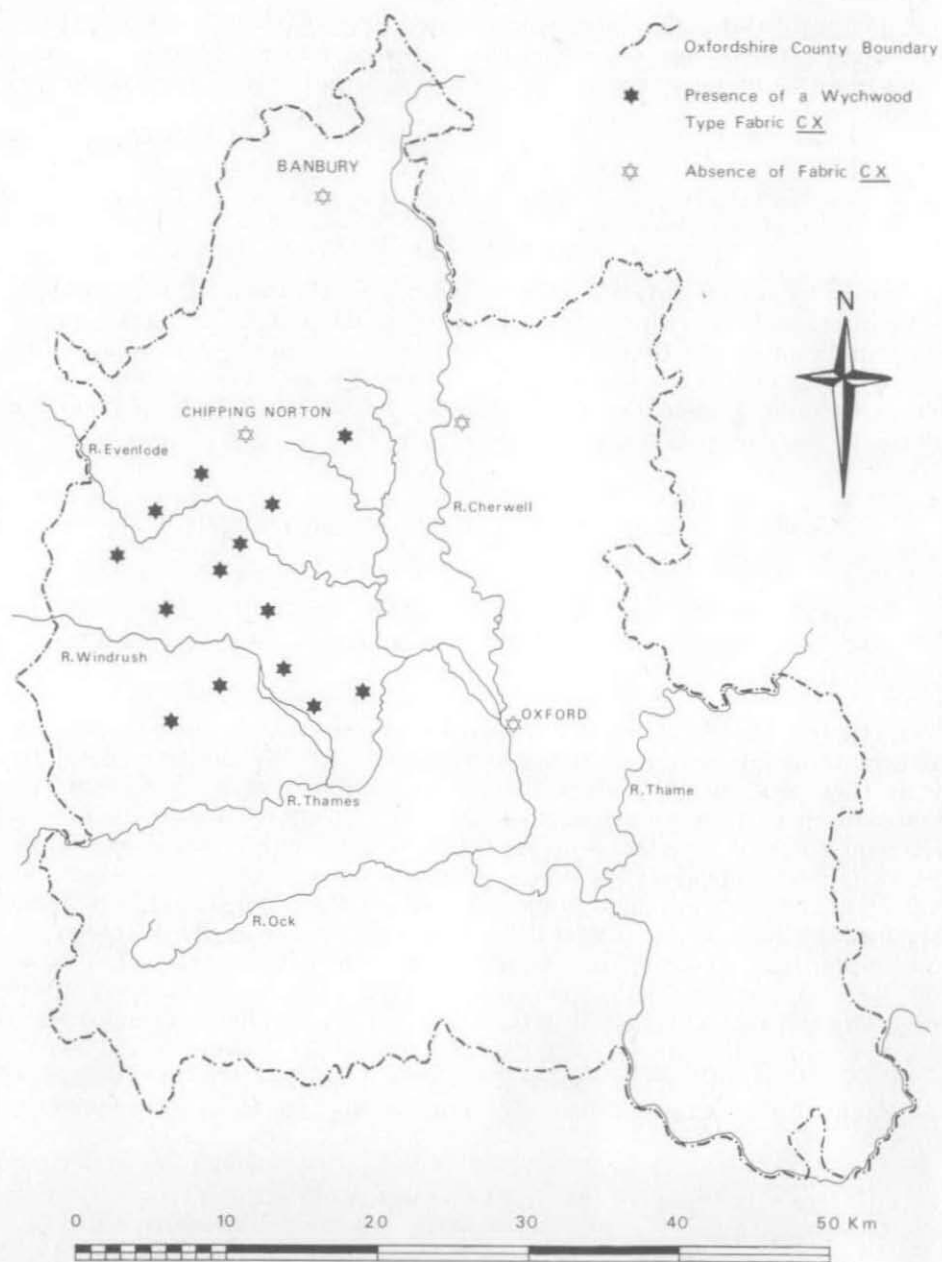 Oxfordshire County Boundary
Presence of a Wychwood
Type Fabric CX
Absence of Fabric CX
BANBURY
N
CHIPPING NORTON
R.Evenlode
R.Cherwell
R.Windrush
OXFORD
R.Thames
R.Thame
R.Ock
0 10 20 30 40 50 Km